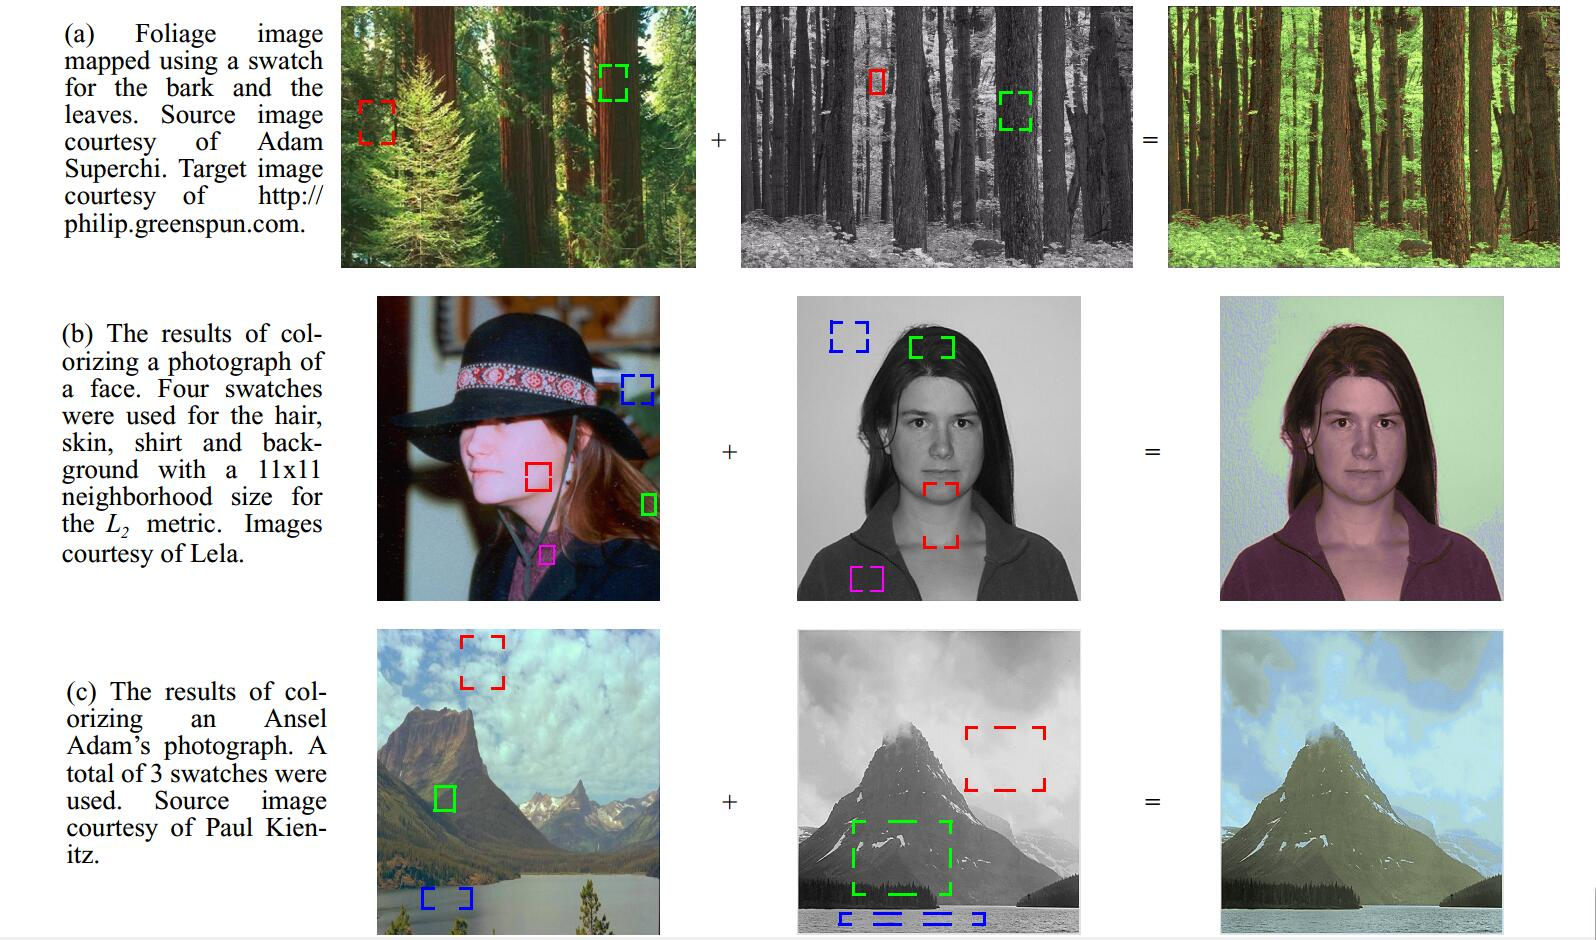 (a) Foliage image
mapped using a swatch
for the bark and the
leaves. Source image
courtesy of Adam
Superchi. Target image
courtesy of http://
philip.greenspun.com.
+
=
(b) The results of col-
orizing a photograph of
a face. Four swatches
were used for the hair,
skin, shirt and back-
ground with a 11x11
neighborhood size for
the L2 metric. Images
courtesy of Lela.
+
=
(c) The results of col-
orizing an Ansel
Adam's photograph. A
total of 3 swatches were
used. Source image
courtesy of Paul Kien-
itz.
+
=